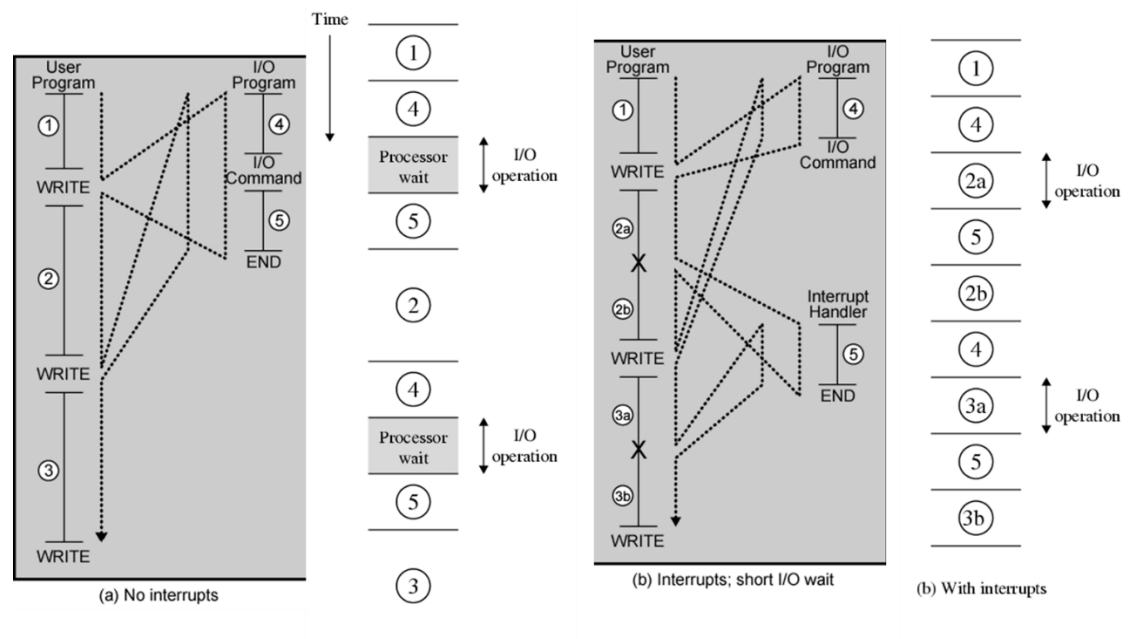 Time
User
Program
I/O
Program
1
4
WRITE
I/O
Command
2
5
END
WRITE
3
WRITE
(a) No interrupts
1
4
Processor
wait
I/O
operation
5
2
4
Processor
wait
I/O
operation
5
3
User
Program
I/O
Program
1
4
WRITE
I/O
Command
2a
X
2b
Interrupt
Handler
WRITE
5
END
3a
X
3b
WRITE
(b) Interrupts; short I/O wait
1
4
2a
I/O
operation
5
2b
4
3a
I/O
operation
5
3b
(b) With interrupts